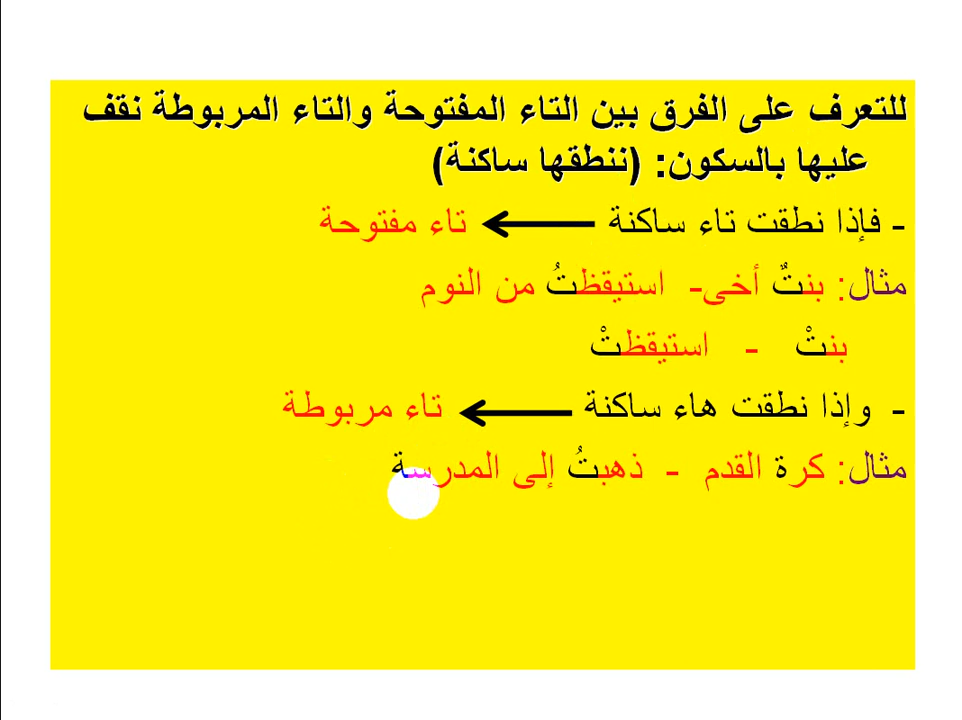 للتعرف على الفرق بين التاء المفتوحة والتاء المربوطة نقف
عليها بالسكون: (ننطقها ساكنة)
- فإذا نطقت تاء ساكنة تاء مفتوحة
مثال: بنتٌ أخى- استيقظتُ من النوم
بنتْ - استيقظتْ
- وإذا نطقت هاء ساكنة تاء مربوطة
مثال: كرة القدم - ذهبتُ إلى المدرسة